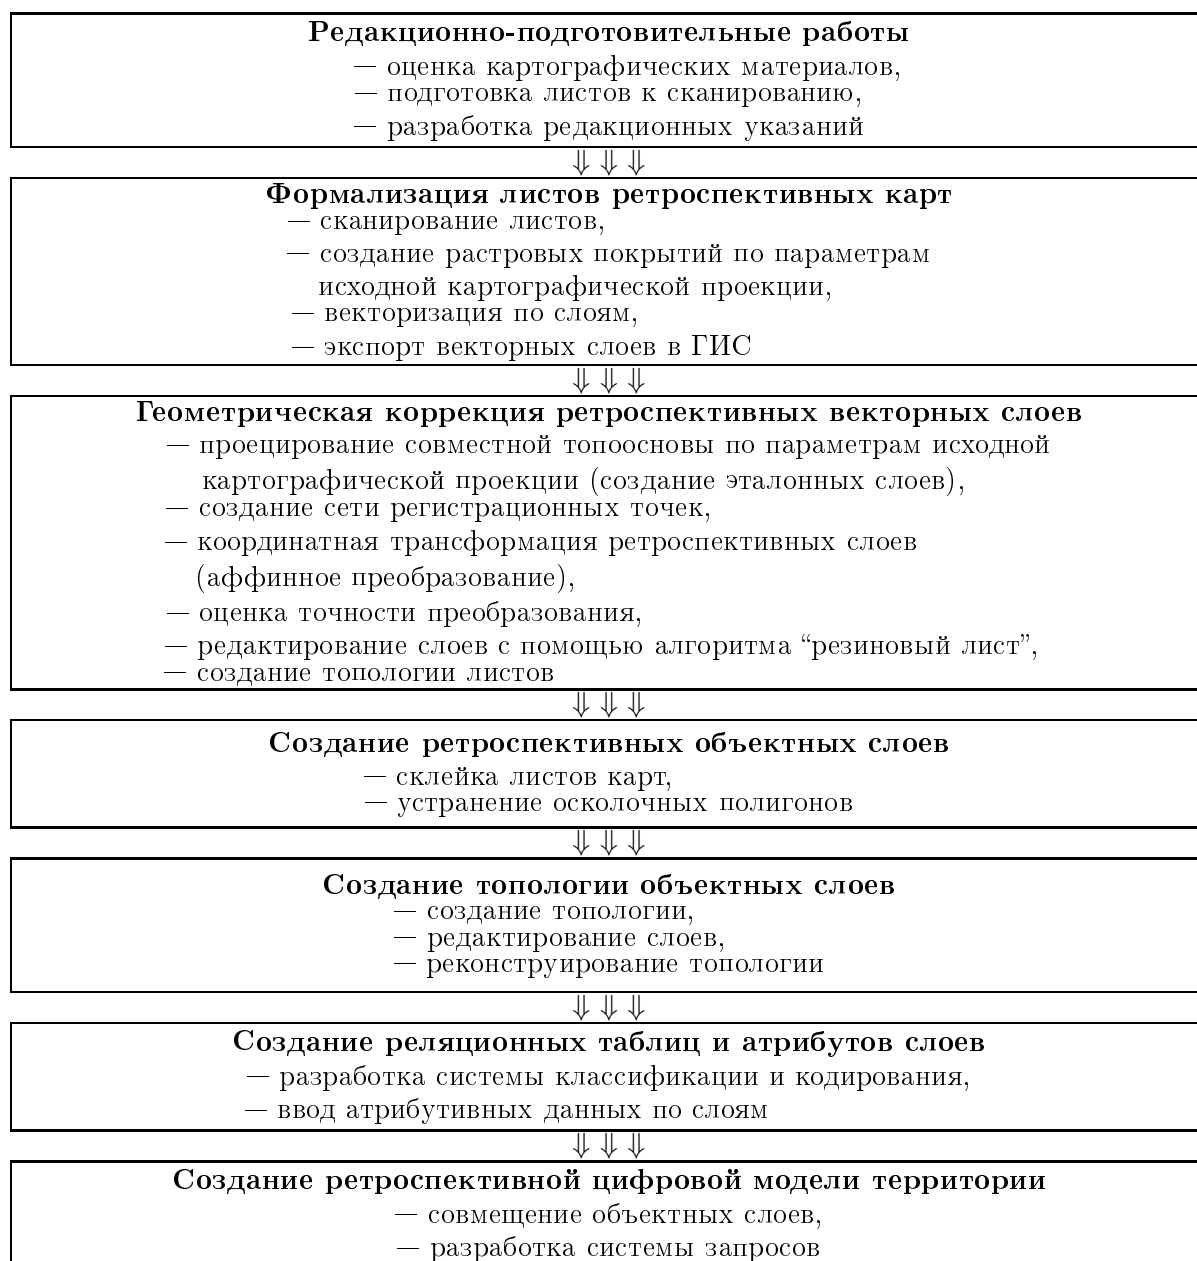 Редакционно-подготовительные работы
— оценка картографических материалов,
— подготовка листов к сканированию,
— разработка редакционных указаний
⇓ ⇓ ⇓
Формализация листов ретроспективных карт
— сканирование листов,
— создание растровых покрытий по параметрам
исходной картографической проекции,
— векторизация по слоям,
— экспорт векторных слоев в ГИС
⇓ ⇓ ⇓
Геометрическая коррекция ретроспективных векторных слоев
— проецирование совместной топоосновы по параметрам исходной
картографической проекции (создание эталонных слоев),
— создание сети регистрационных точек,
— координатная трансформация ретроспективных слоев
(аффинное преобразование),
— оценка точности преобразования,
— редактирование слоев с помощью алгоритма “резиновый лист”,
— создание топологии листов
⇓ ⇓ ⇓
Создание ретроспективных объектных слоев
— склейка листов карт,
— устранение осколочных полигонов
⇓ ⇓ ⇓
Создание топологии объектных слоев
— создание топологии,
— редактирование слоев,
— реконструирование топологии
⇓ ⇓ ⇓
Создание реляционных таблиц и атрибутов слоев
— разработка системы классификации и кодирования,
— ввод атрибутивных данных по слоям
⇓ ⇓ ⇓
Создание ретроспективной цифровой модели территории
— совмещение объектных слоев,
— разработка системы запросов